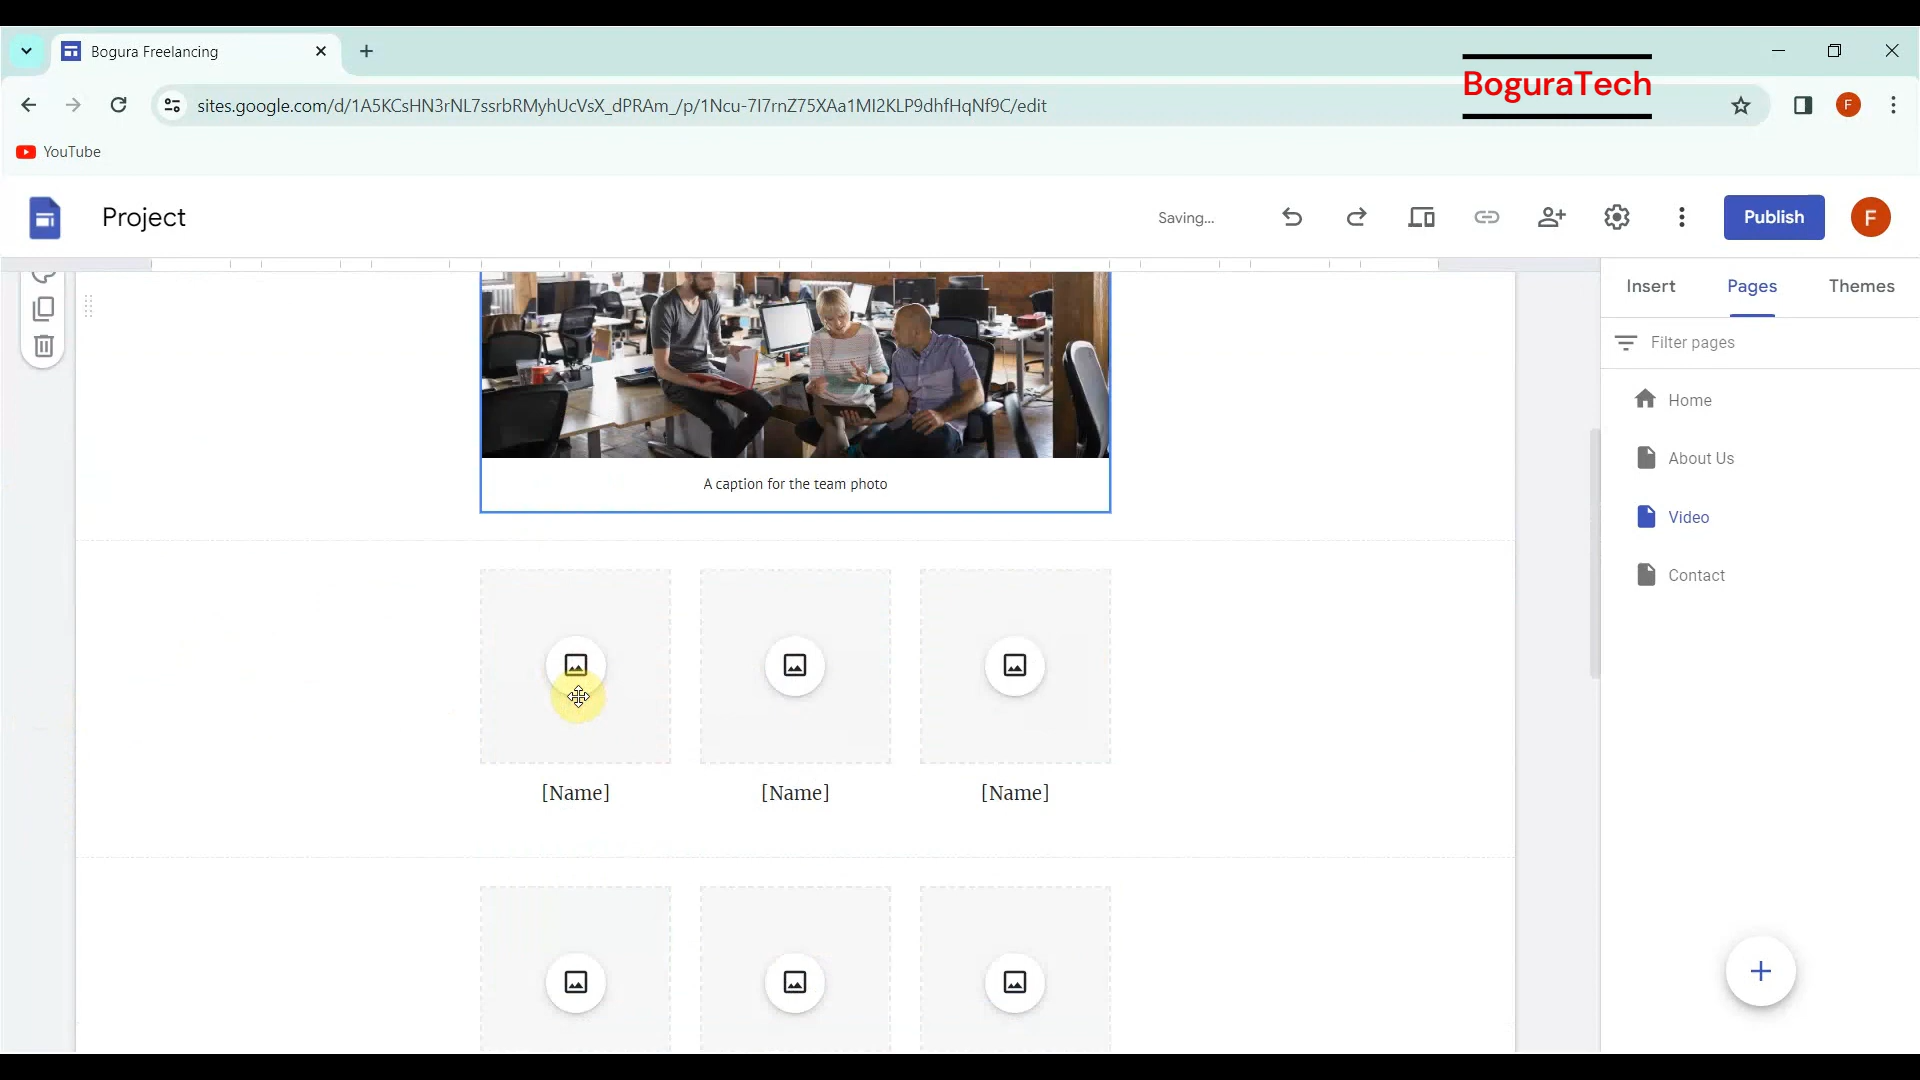 Bogura Freelancing
BoguraTech
sites.google.com/d/1A5KCsHN3rNL7ssrbRMyhUcVsX_dPRAm_/p/1Ncu-7I7rnZ75XAa1MI2KLP9dhfHqNf9C/edit
F
YouTube
Project
Saving...
Publish
F
Insert
Pages
Themes
Filter pages
Home
About Us
Video
Contact
A caption for the team photo
[Name]
[Name]
[Name]